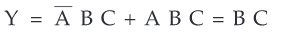 Y = A̅ B C + A B C = B C